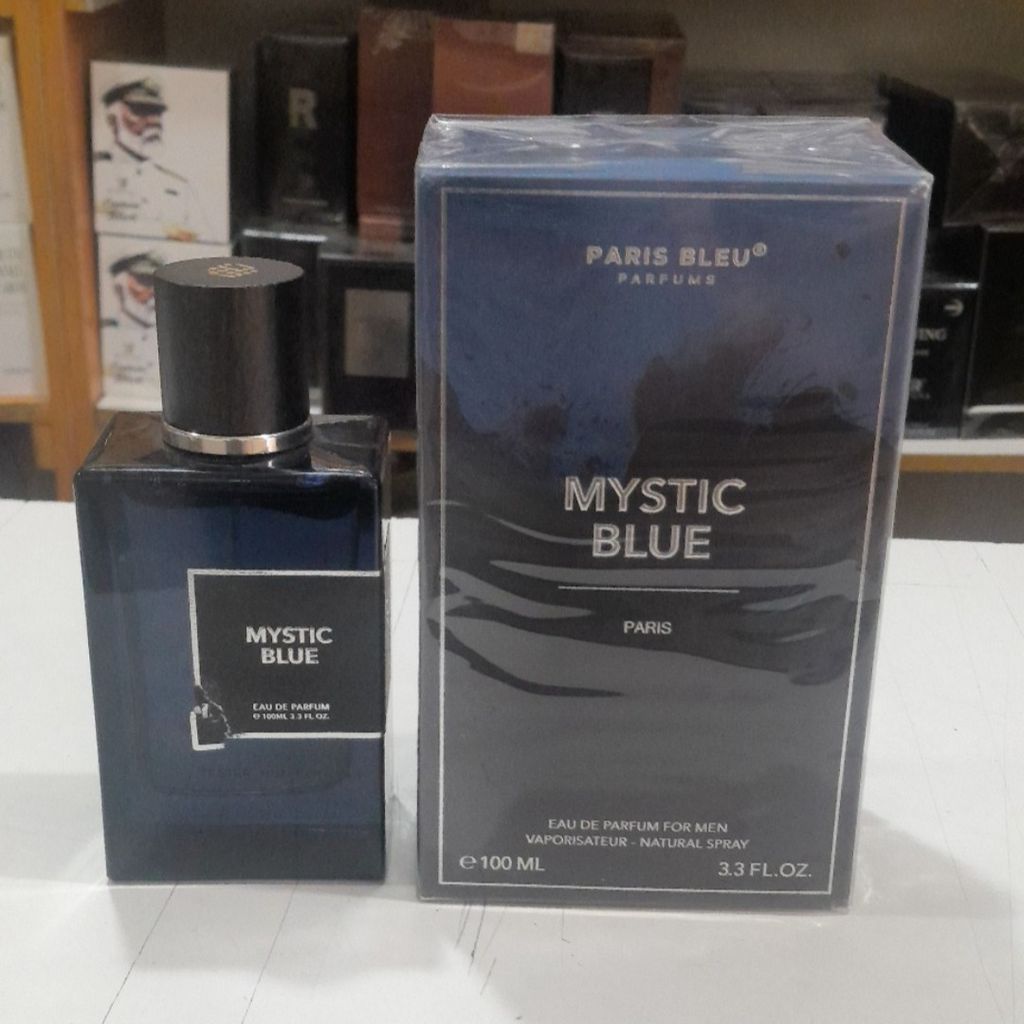 R
PARIS BLEU®
PARFUMS
MYSTIC
BLUE
PARIS
EAU DE PARFUM FOR MEN
VAPORISATEUR - NATURAL SPRAY
℮ 100 ML
3.3 FL.OZ.
MYSTIC
BLUE
EAU DE PARFUM
℮ 100ML 3.3 FL OZ.